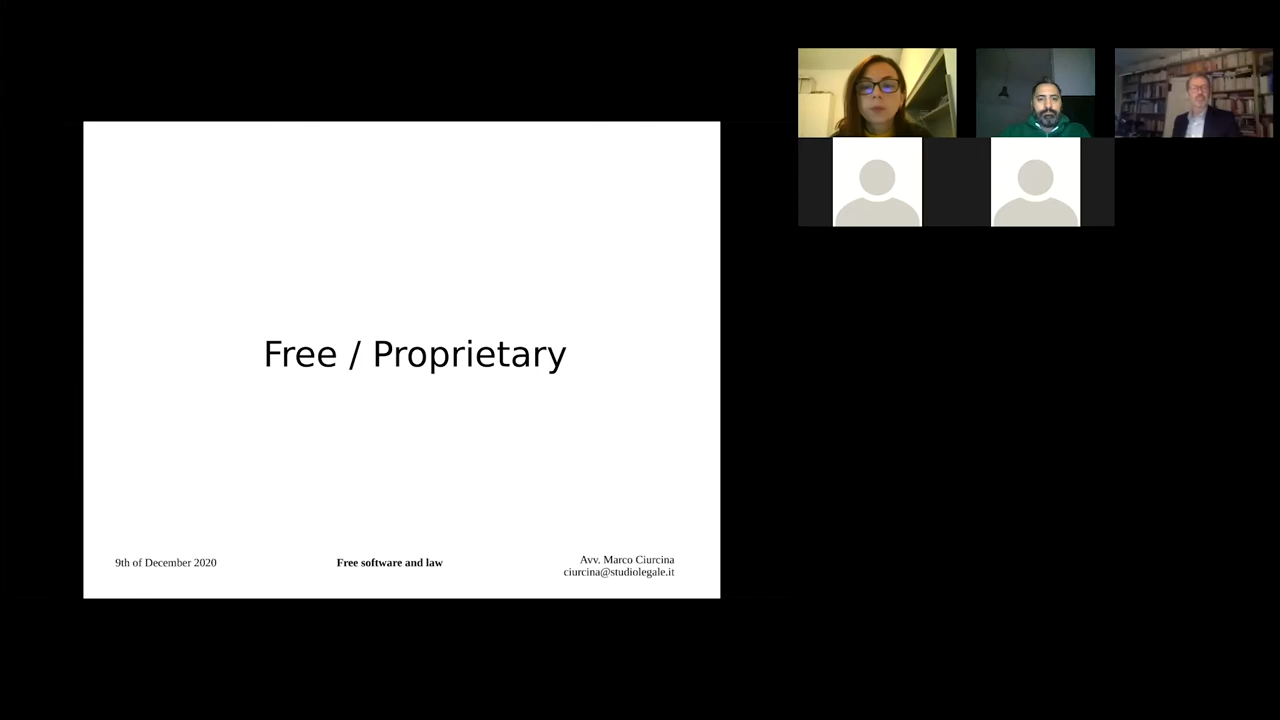 Free / Proprietary
9th of December 2020
Free software and law
Avv. Marco Ciurcina
ciurcina@studiolegale.it